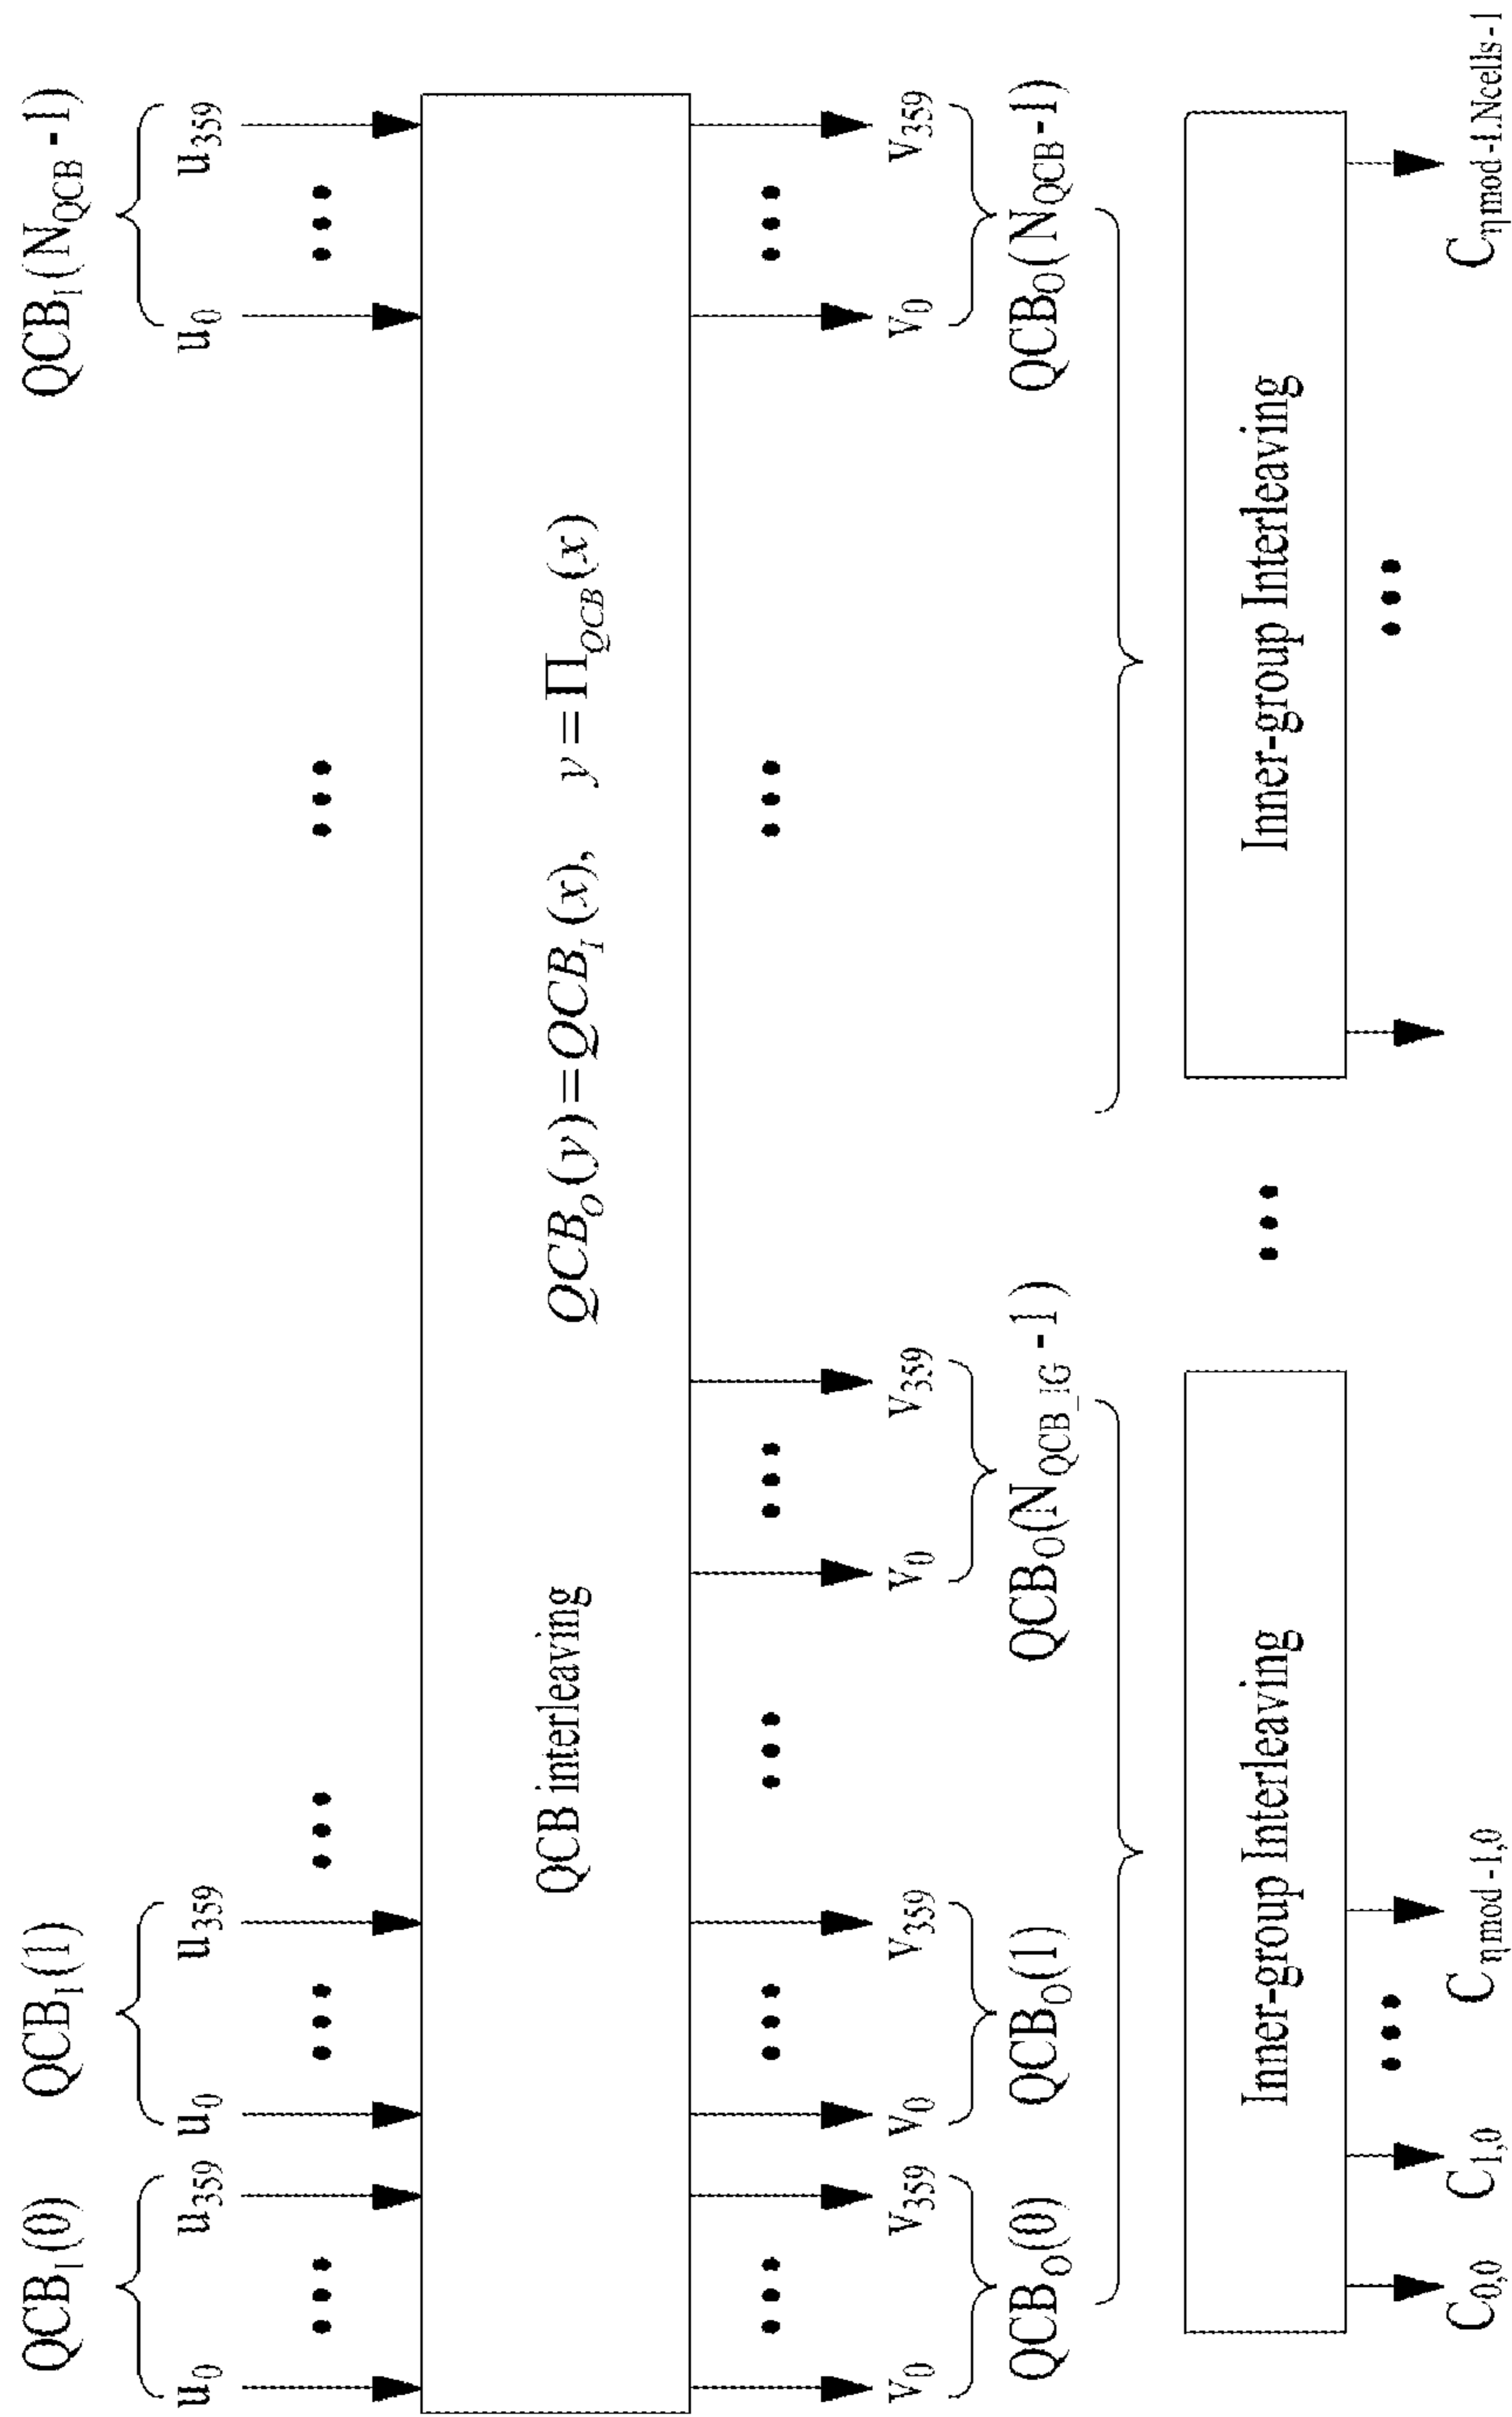 QCB_I(0) QCB_I(1) QCB_I(N_QCB-1)
u_0 ••• u_359 u_0 ••• u_359 ••• ••• u_0 ••• u_359
QCB interleaving QCB_O(y)=QCB_I(x), y=Π_QCB(x)
v_0 ••• v_359 v_0 ••• v_359 ••• v_0 ••• v_359 ••• v_0 ••• v_359
QCB_O(0) QCB_O(1) QCB_O(N_QCB_IG-1) QCB_O(N_QCB-1)
Inner-group Interleaving ••• Inner-group Interleaving
C_0,0 C_1,0 ••• C_ηmod-1,0 ••• C_ηmod-1,Ncells-1